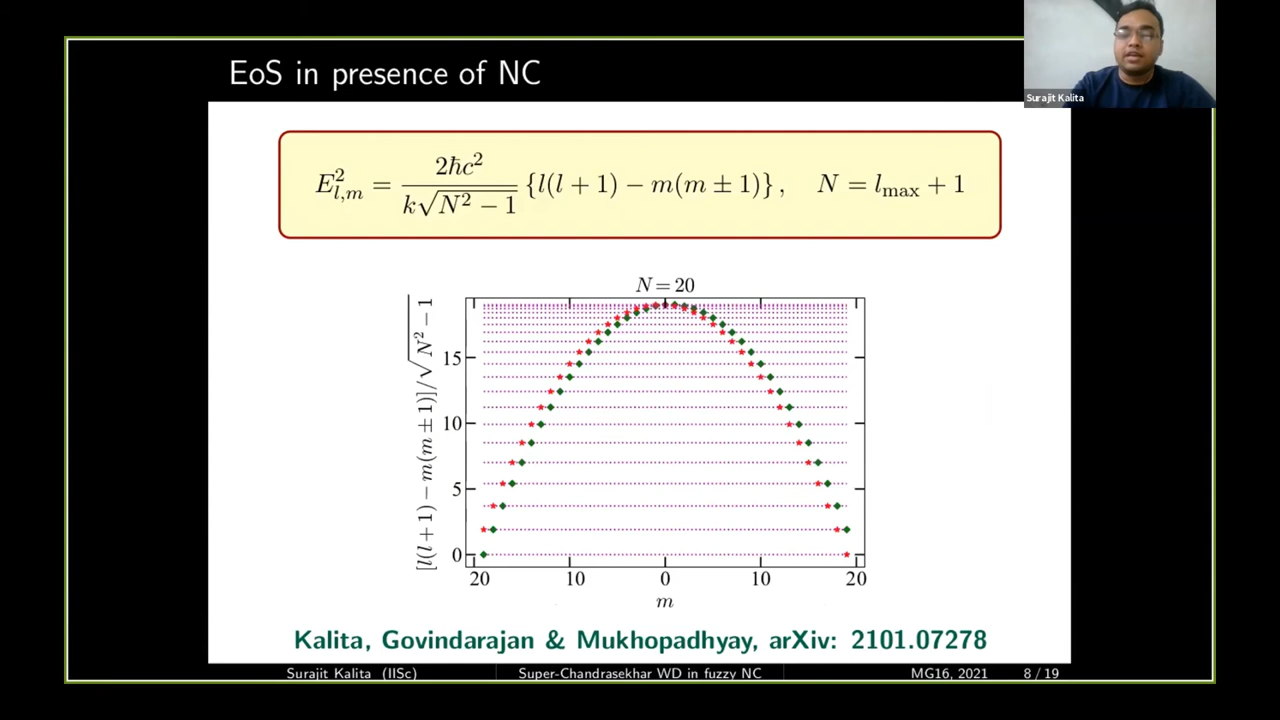 EoS in presence of NC
Surajit Kalita
E²_{l,m} = 2ħc² / k√(N² − 1) {l(l + 1) − m(m ± 1)}, N = l_max + 1
N = 20
[l(l + 1) − m(m ± 1)]/√(N² − 1)
15
10
5
0
20 10 0 10 20
m
Kalita, Govindarajan & Mukhopadhyay, arXiv: 2101.07278
Surajit Kalita (IISc) Super-Chandrasekhar WD in fuzzy NC MG16, 2021 8 / 19